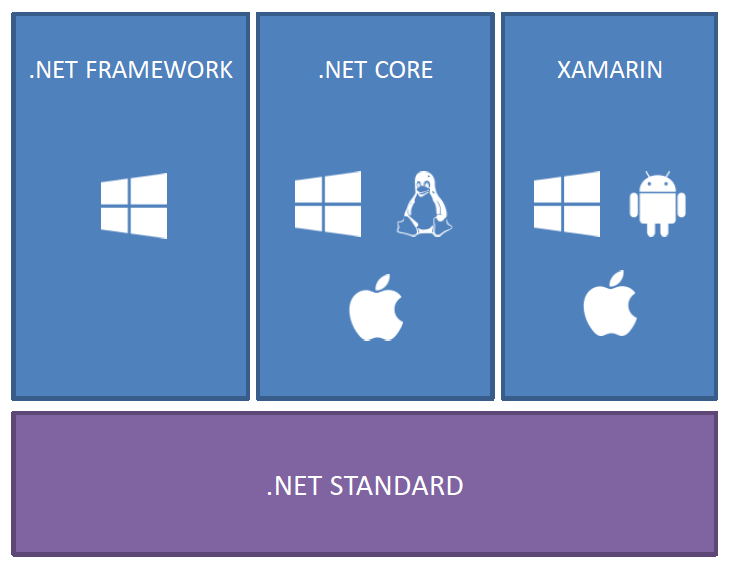 .NET FRAMEWORK
.NET CORE
XAMARIN
.NET STANDARD